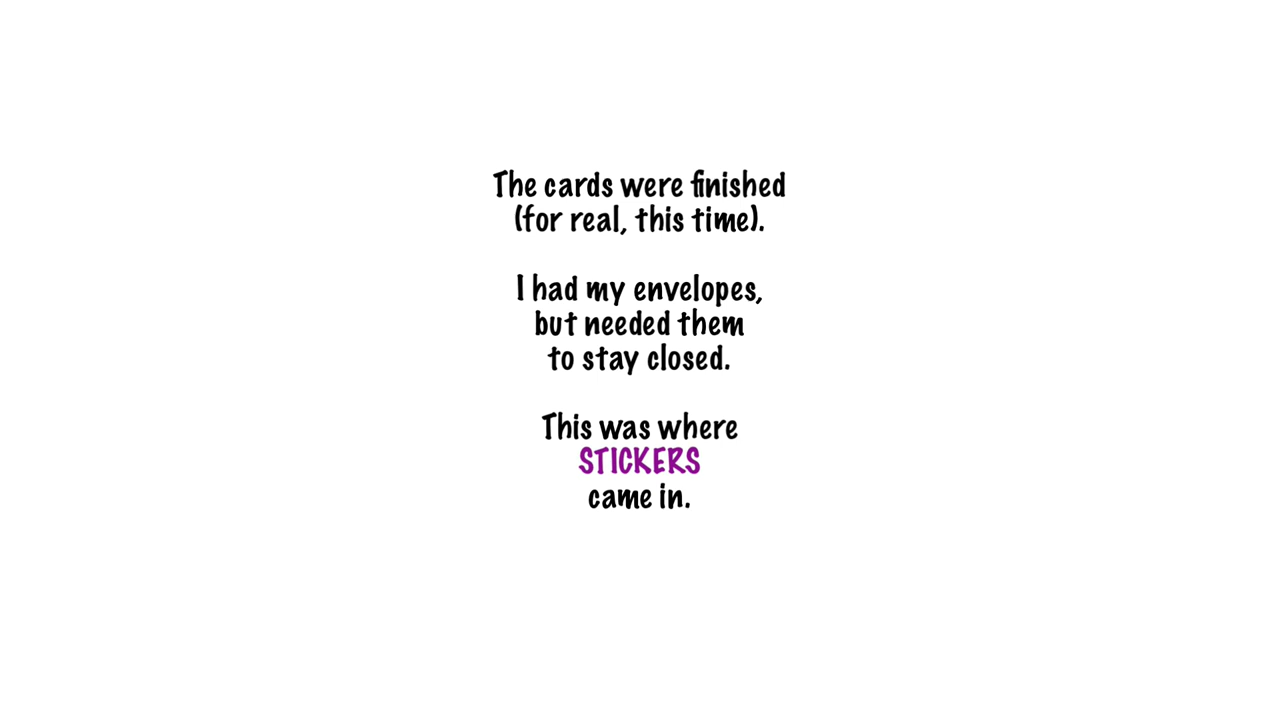 The cards were finished
(for real, this time).
I had my envelopes,
but needed them
to stay closed.
This was where
STICKERS
came in.